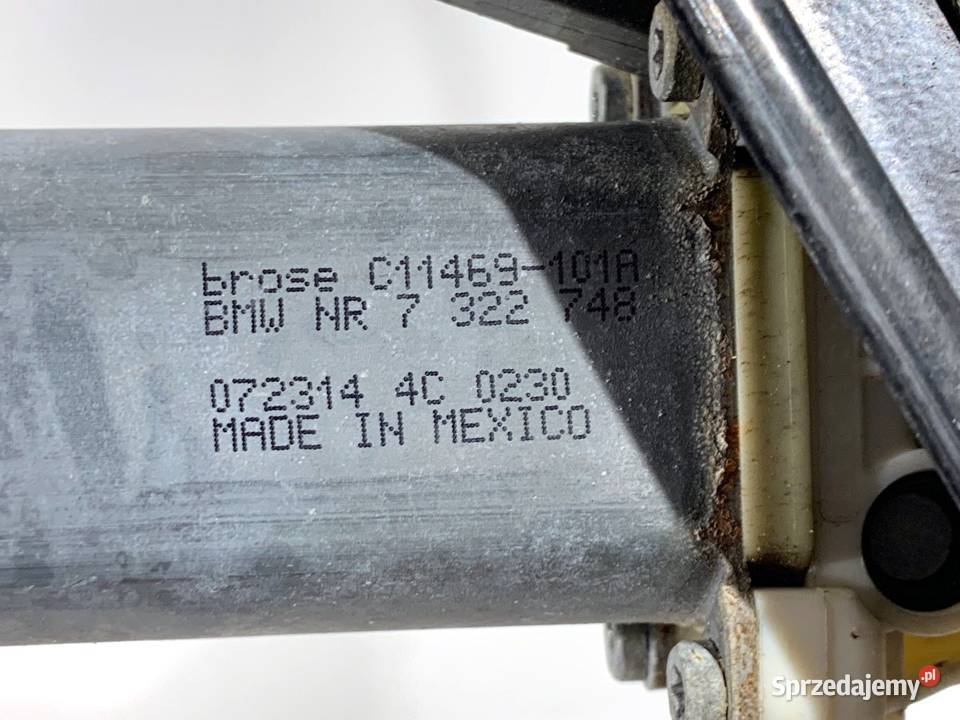 brose C11469-101A
BMW NR 7 322 748
072314 4C 0230
MADE IN MEXICO
Sprzedajemy.pl